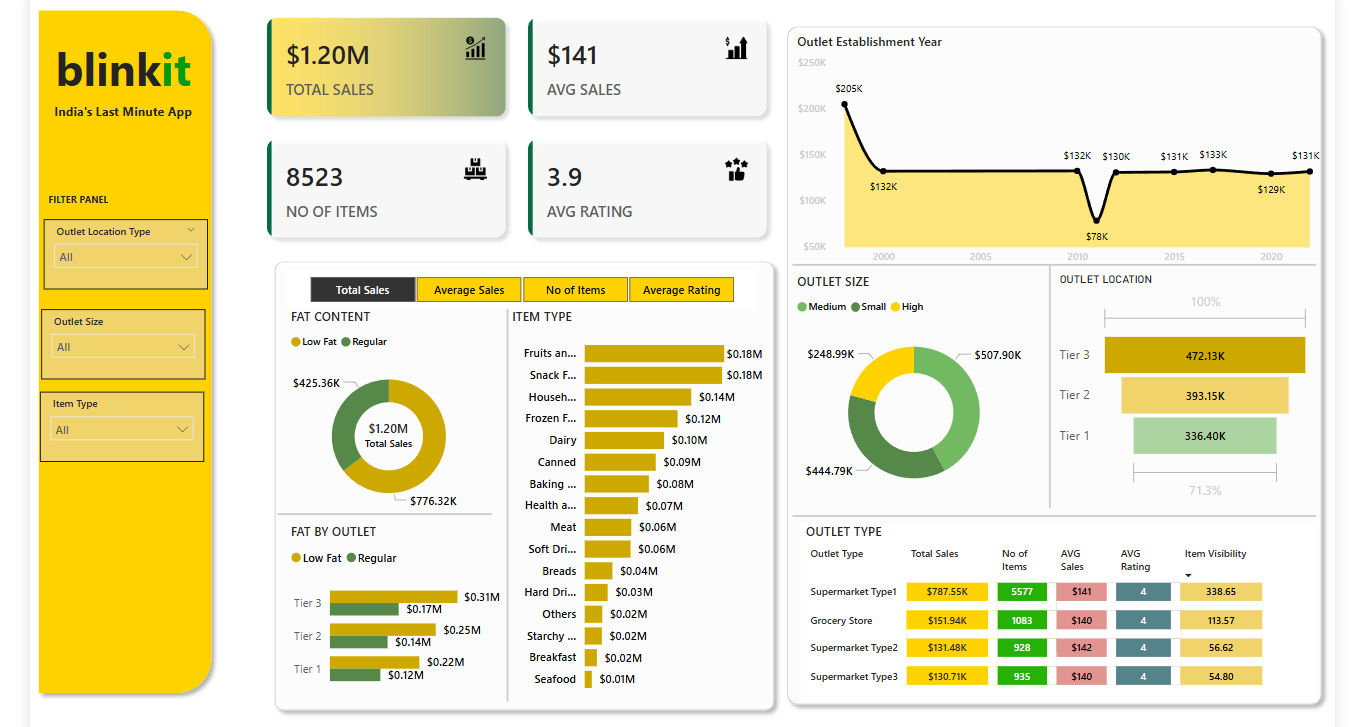 blinkit
India's Last Minute App
FILTER PANEL
Outlet Location Type
All
Outlet Size
All
Item Type
All
$1.20M
TOTAL SALES
$141
AVG SALES
8523
NO OF ITEMS
3.9
AVG RATING
Total Sales Average Sales No of Items Average Rating
FAT CONTENT
Low Fat Regular
$425.36K
$1.20M
Total Sales
$776.32K
FAT BY OUTLET
Low Fat Regular
Tier 3 $0.31M
$0.17M
Tier 2 $0.25M
$0.14M
Tier 1 $0.22M
$0.12M
ITEM TYPE
Fruits an... $0.18M
Snack F... $0.18M
Househ... $0.14M
Frozen F... $0.12M
Dairy $0.10M
Canned $0.09M
Baking ... $0.08M
Health a... $0.07M
Meat $0.06M
Soft Dri... $0.06M
Breads $0.04M
Hard Dri... $0.03M
Others $0.02M
Starchy ... $0.02M
Breakfast $0.02M
Seafood $0.01M
Outlet Establishment Year
$250K
$200K
$150K
$100K
$50K
$205K
$132K
$132K
$78K
$130K
$131K
$133K
$129K
$131K
2000 2005 2010 2015 2020
OUTLET SIZE
Medium Small High
$248.99K
$507.90K
$444.79K
OUTLET LOCATION
100%
Tier 3 472.13K
Tier 2 393.15K
Tier 1 336.40K
71.3%
OUTLET TYPE
Outlet Type Total Sales No of Items AVG Sales AVG Rating Item Visibility
Supermarket Type1 $787.55K 5577 $141 4 338.65
Grocery Store $151.94K 1083 $140 4 113.57
Supermarket Type2 $131.48K 928 $142 4 56.62
Supermarket Type3 $130.71K 935 $140 4 54.80